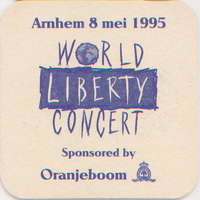 Arnhem 8 mei 1995
WORLD
LIBERTY
CONCERT
Sponsored by
Oranjeboom